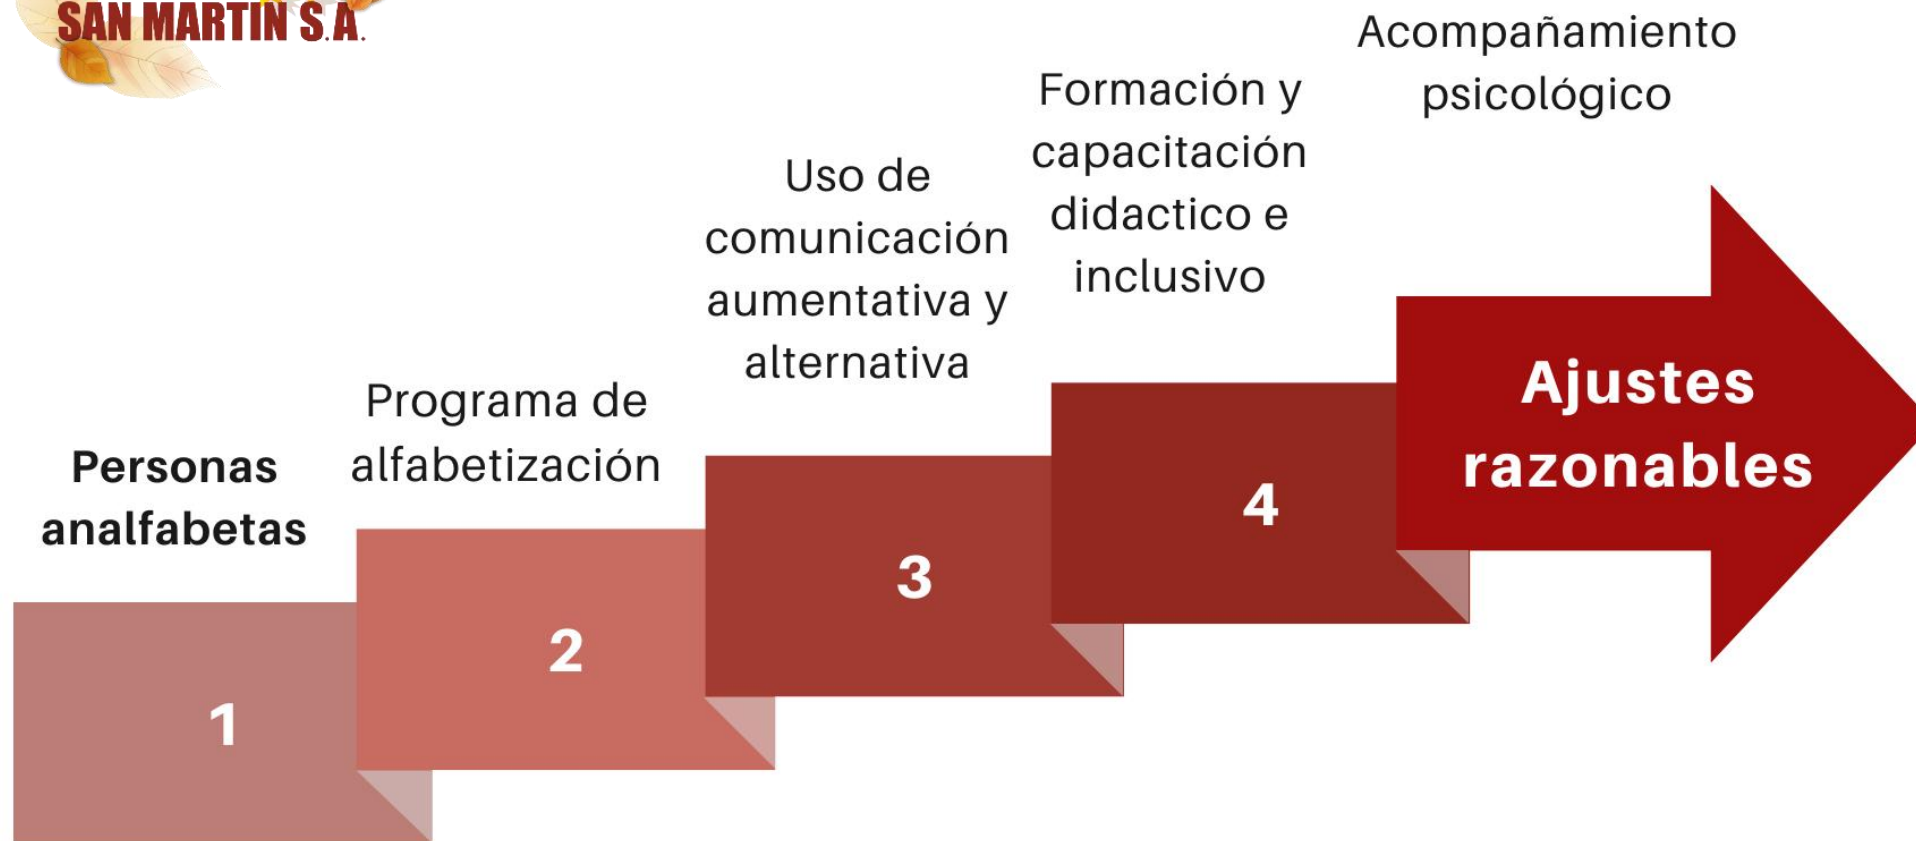 SAN MARTIN S.A.
Personas
analfabetas
1
Programa de
alfabetización
2
Uso de
comunicación
aumentativa y
alternativa
3
Formación y
capacitación
didactico e
inclusivo
4
Acompañamiento
psicológico
Ajustes
razonables